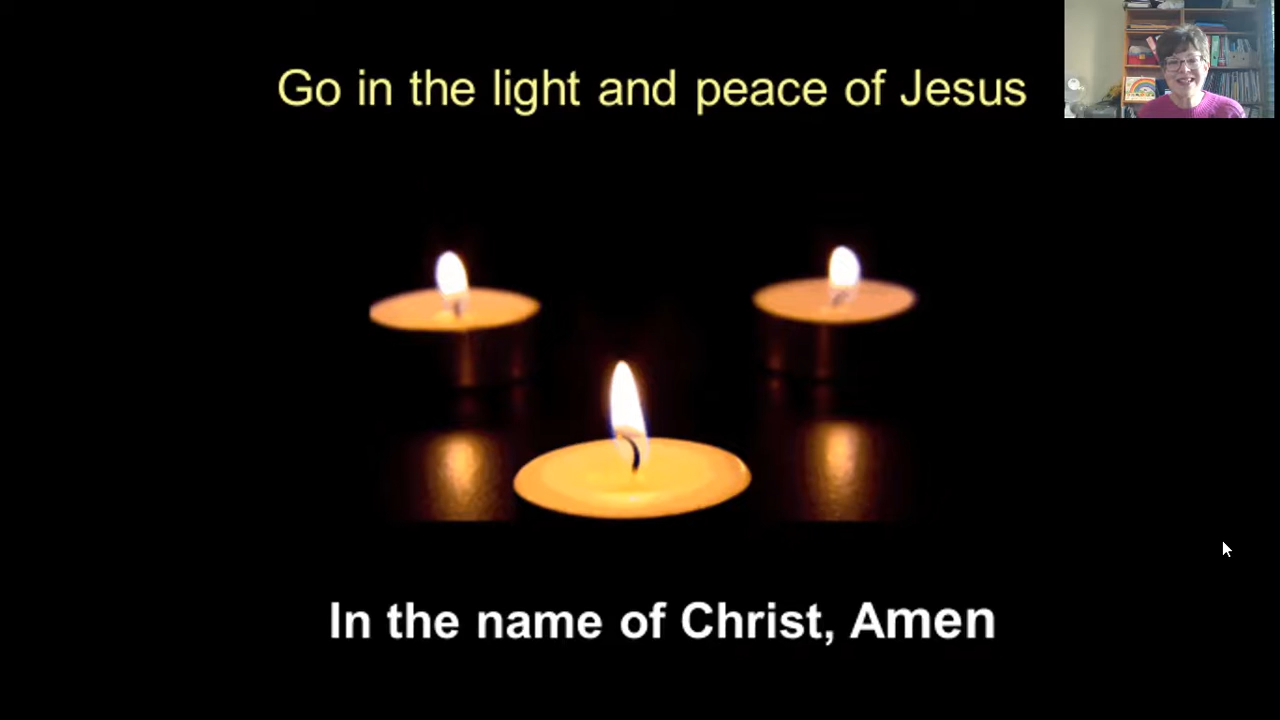 Go in the light and peace of Jesus
In the name of Christ, Amen